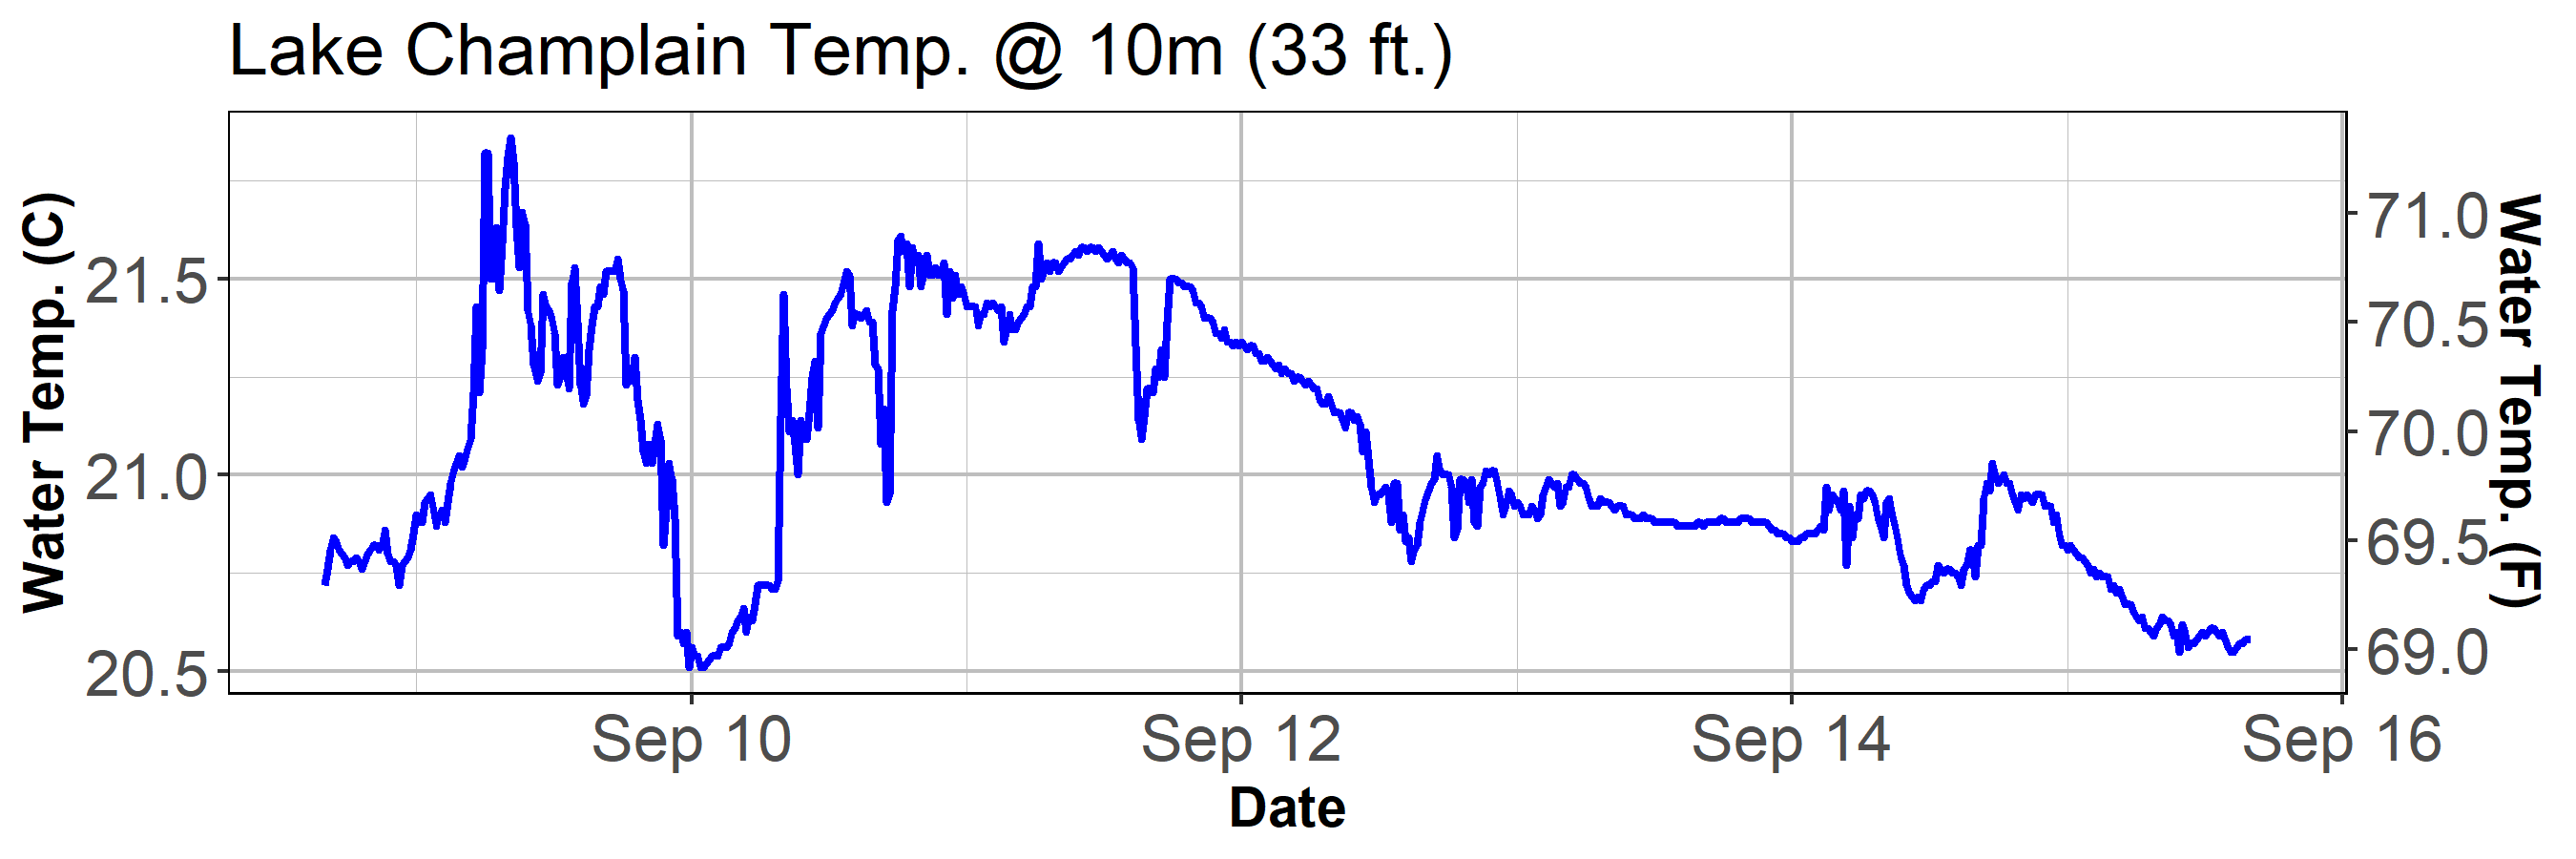 Lake Champlain Temp. @ 10m (33 ft.)
Water Temp. (C)
21.5
21.0
20.5
71.0
70.5
70.0
69.5
69.0
Water Temp. (F)
Sep 10
Sep 12
Sep 14
Sep 16
Date